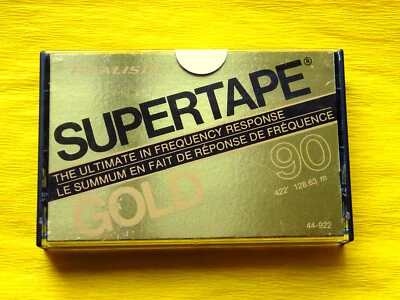 REALISTIC
SUPERTAPE®
THE ULTIMATE IN FREQUENCY RESPONSE
LE SUMMUM EN FAIT DE RÉPONSE DE FRÉQUENCE
GOLD
90
422' 128.63 m
44-922